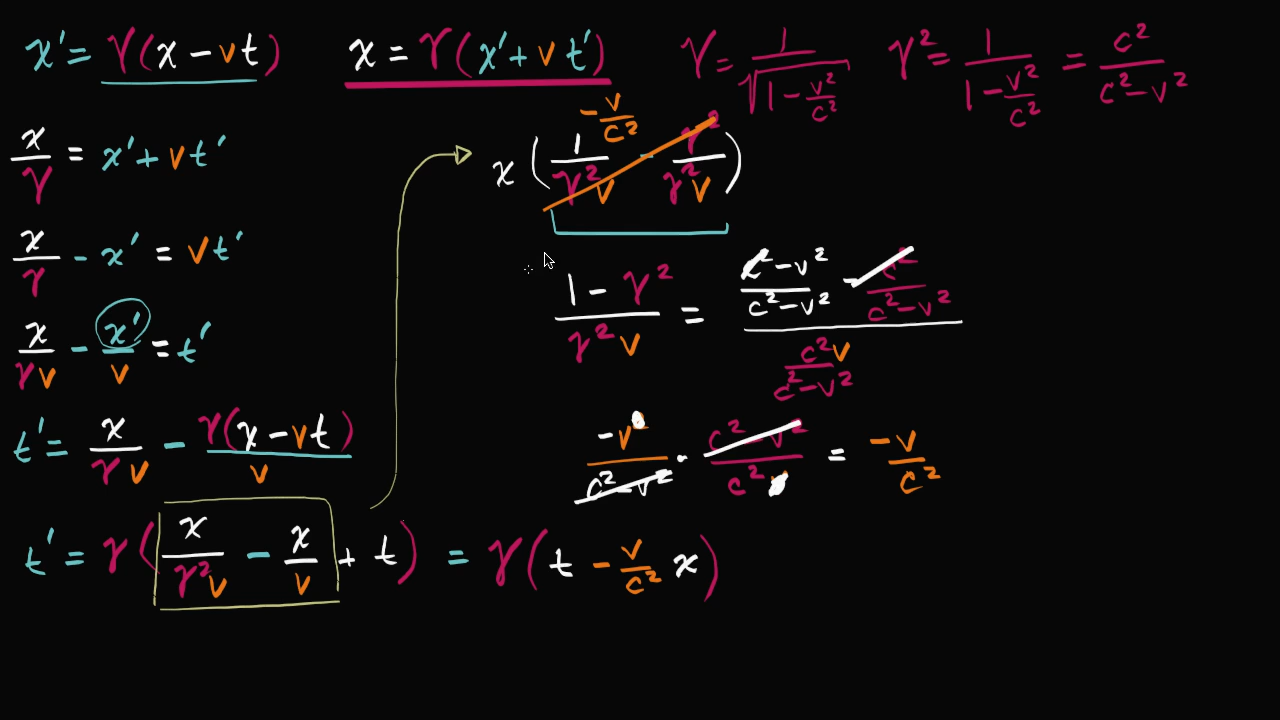 x' = γ(x − vt)
x = γ(x' + vt')
γ = 1/√(1 − v²/c²)
γ² = 1/(1 − v²/c²) = c²/(c² − v²)
x/γ = x' + vt'
x/γ − x' = vt'
x/(γv) − x'/v = t'
t' = x/(γv) − γ(x − vt)/v
t' = γ(x/(γ²v) − x/v + t) = γ(t − v/c² x)
−v/c²
x(1/(γ²v) − γ²/(γ²v))
(1 − γ²)/(γ²v) = ((c² − v²)/(c² − v²) − c²/(c² − v²))/(c²v/(c² − v²))
−v²/(c² − v²) · (c² − v²)/(c²v) = −v/c²